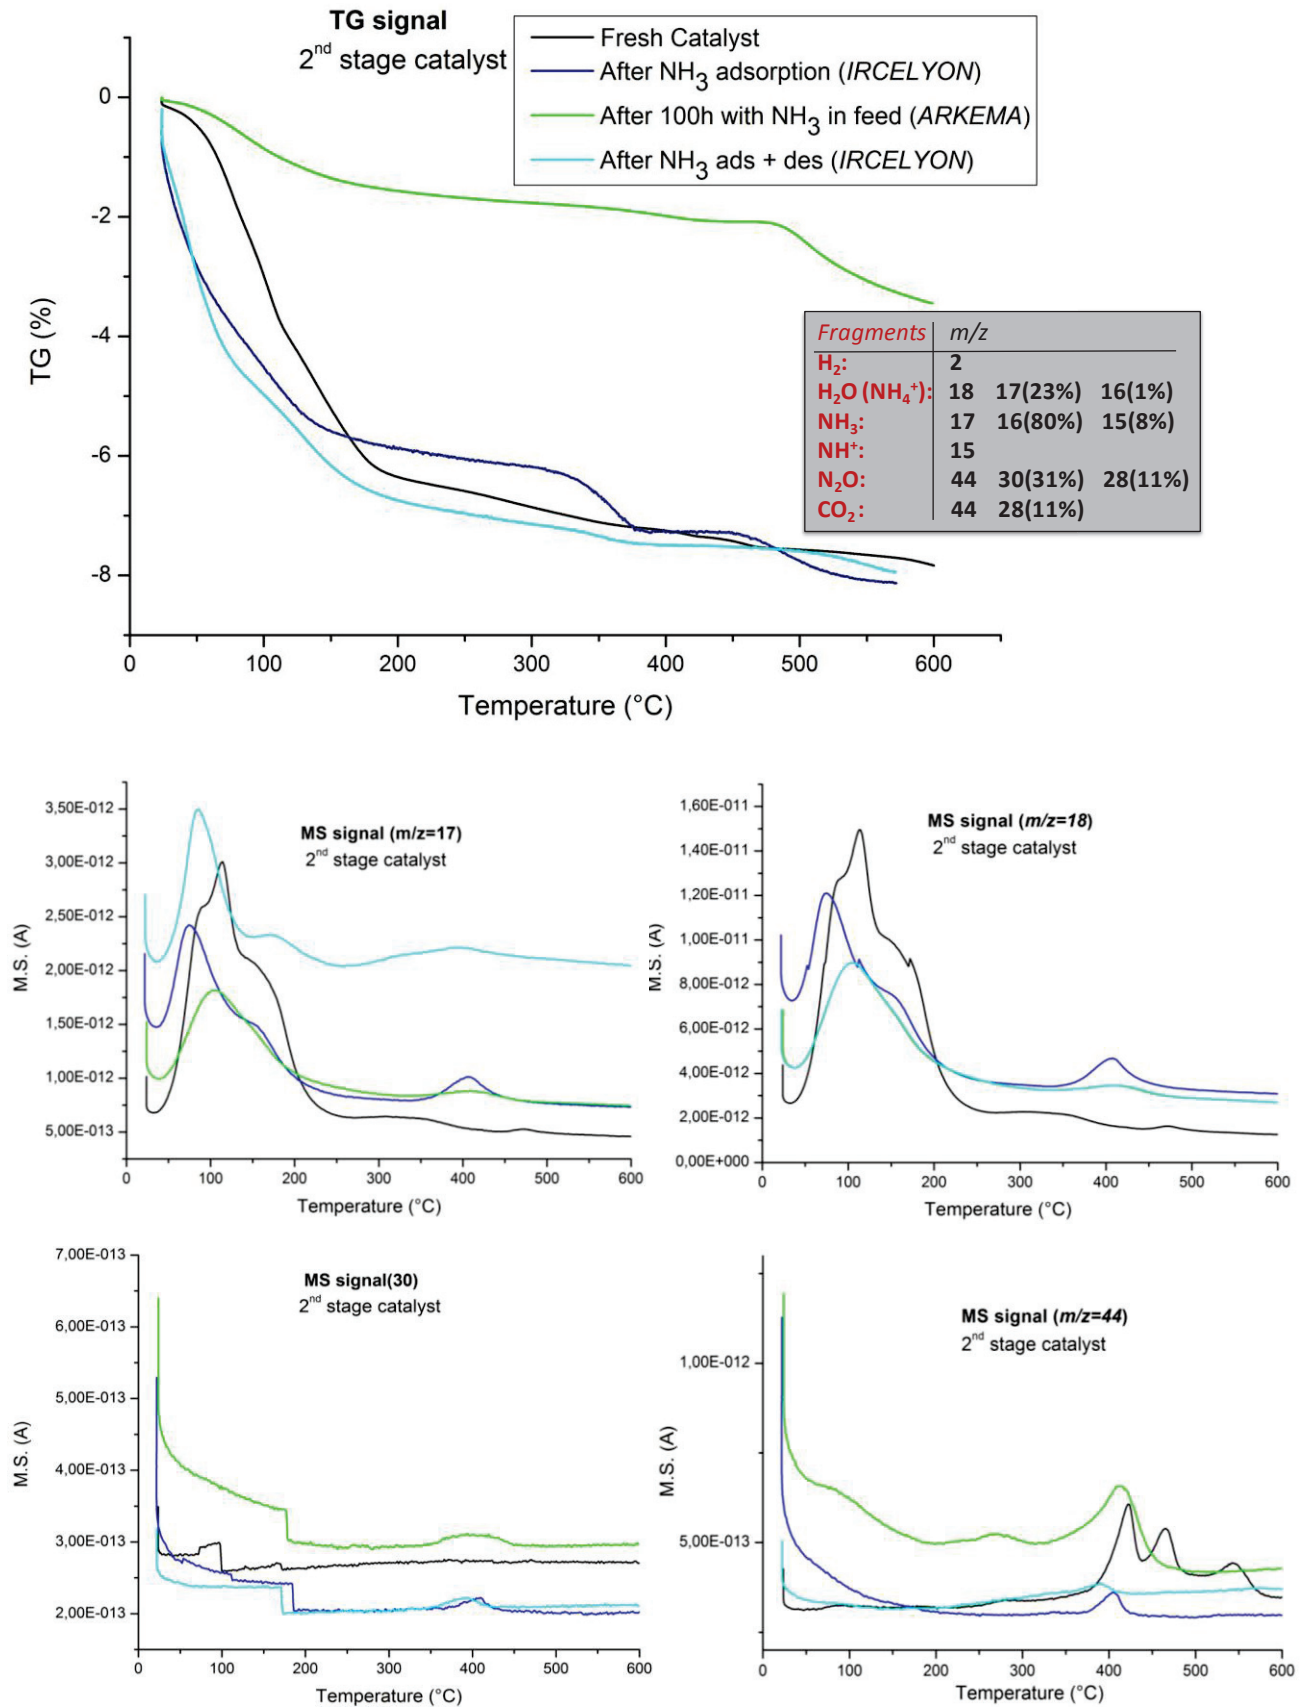 TG signal
2nd stage catalyst
Fresh Catalyst
After NH3 adsorption (IRCELYON)
After 100h with NH3 in feed (ARKEMA)
After NH3 ads + des (IRCELYON)
0
-2
-4
-6
-8
TG (%)
0 100 200 300 400 500 600
Temperature (°C)
Fragments m/z
H2: 2
H2O (NH4+): 18 17(23%) 16(1%)
NH3: 17 16(80%) 15(8%)
NH+: 15
N2O: 44 30(31%) 28(11%)
CO2: 44 28(11%)
3,50E-012
3,00E-012
2,50E-012
2,00E-012
1,50E-012
1,00E-012
5,00E-013
M.S. (A)
MS signal (m/z=17)
2nd stage catalyst
0 100 200 300 400 500 600
Temperature (°C)
1,60E-011
1,40E-011
1,20E-011
1,00E-011
8,00E-012
6,00E-012
4,00E-012
2,00E-012
0,00E+000
M.S. (A)
MS signal (m/z=18)
2nd stage catalyst
0 100 200 300 400 500 600
Temperature (°C)
7,00E-013
6,00E-013
5,00E-013
4,00E-013
3,00E-013
2,00E-013
M.S. (A)
MS signal(30)
2nd stage catalyst
0 100 200 300 400 500 600
Temperature (°C)
1,00E-012
5,00E-013
M.S. (A)
MS signal (m/z=44)
2nd stage catalyst
0 100 200 300 400 500 600
Temperature (°C)